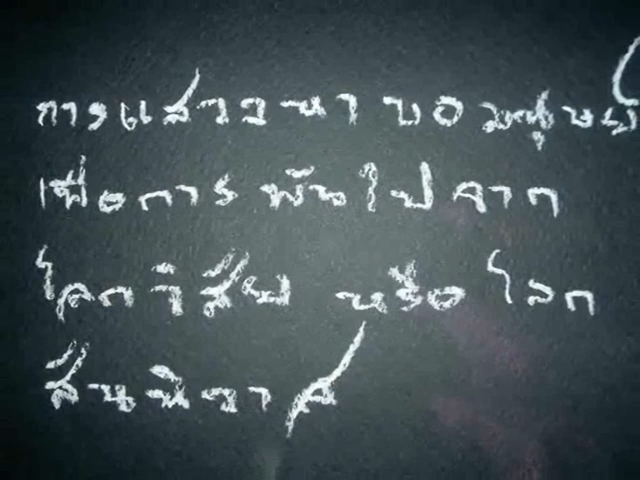 การแสวงหา ของมนุษย์
เพื่อการ พ้นไปจาก
โลกวิสัย หรือ โลก
สันนิวาส